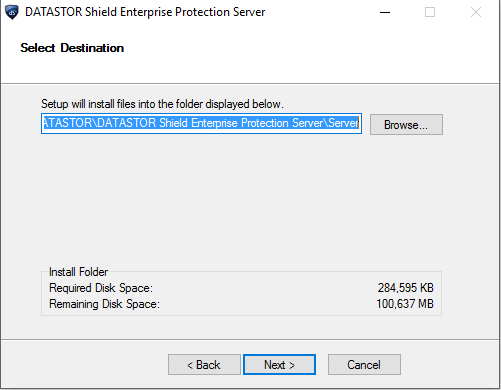 DATASTOR Shield Enterprise Protection Server
Select Destination
Setup will install files into the folder displayed below.
ATASTOR\DATASTOR Shield Enterprise Protection Server\Server
Browse...
Install Folder
Required Disk Space: 284,595 KB
Remaining Disk Space: 100,637 MB
< Back Next > Cancel